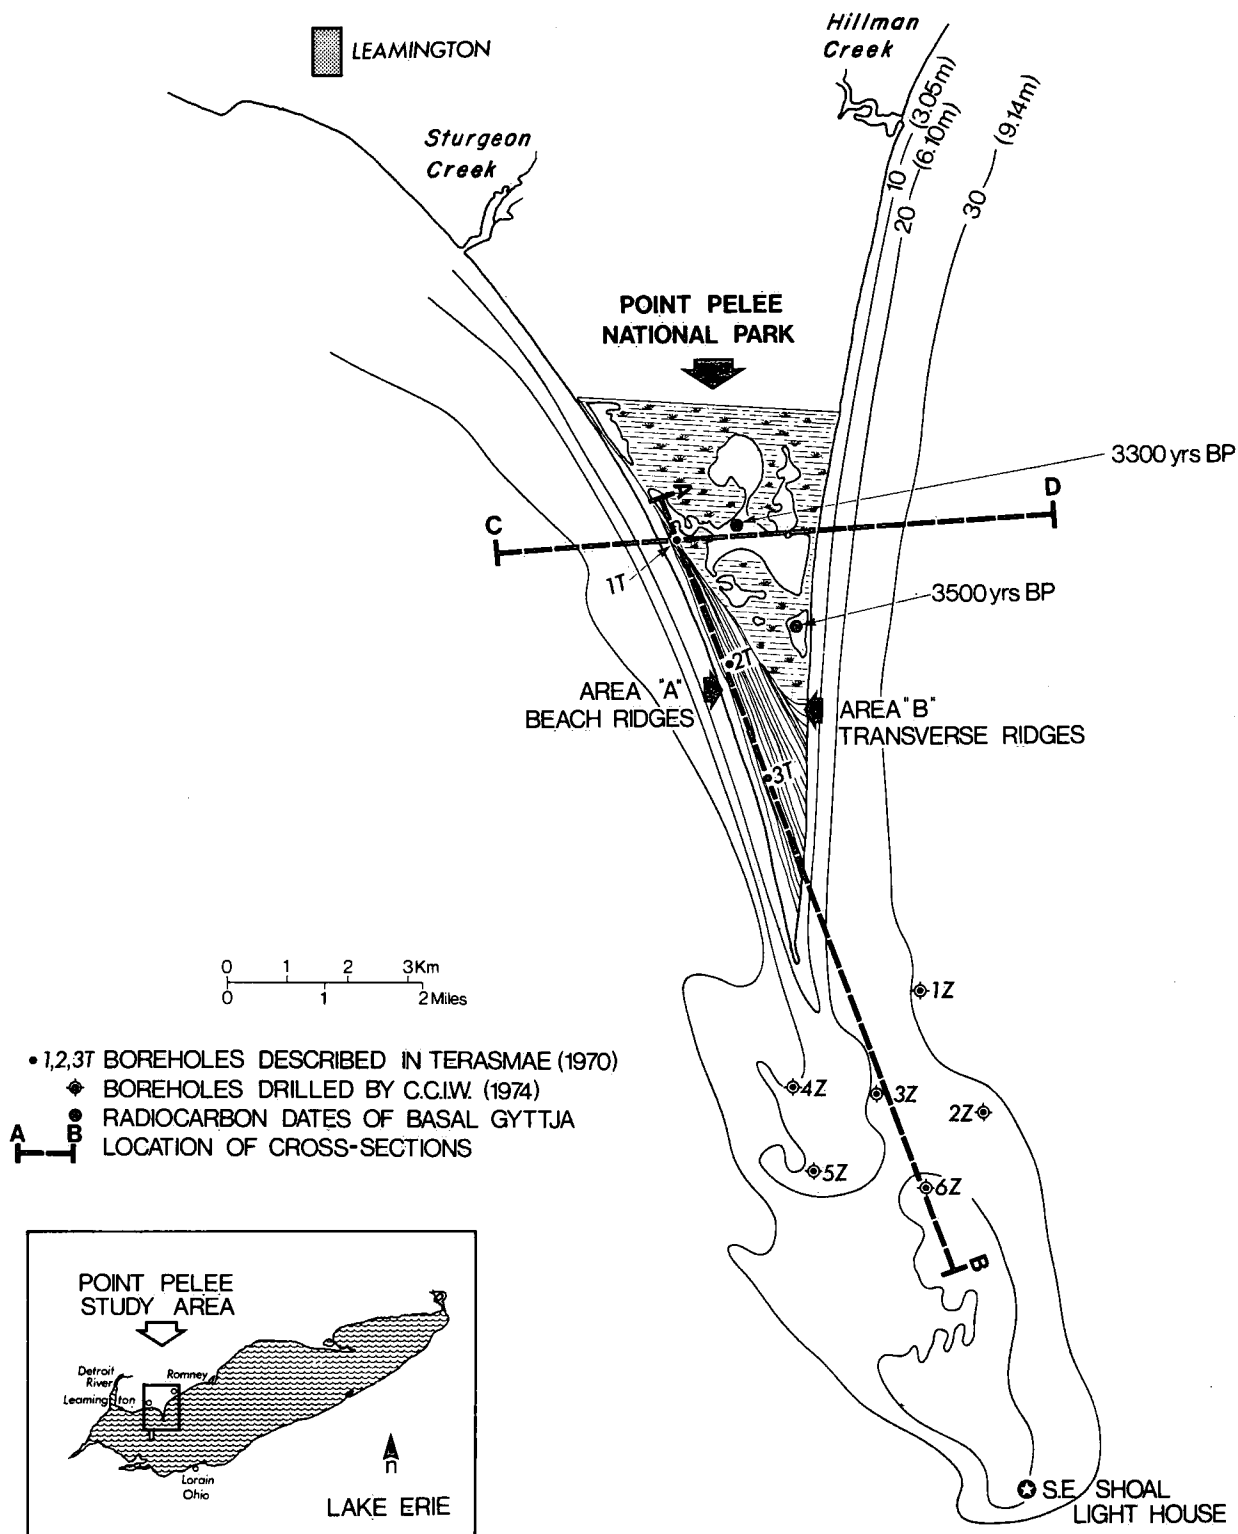 LEAMINGTON
Hillman
Creek
Sturgeon
Creek
10 (3.05m)
20 (6.10m)
30 (9.14m)
POINT PELEE
NATIONAL PARK
3300 yrs BP
A
C
D
1T
3500 yrs BP
2T
AREA "A"
BEACH RIDGES
AREA "B"
TRANSVERSE RIDGES
3T
0 1 2 3Km
0 1 2 Miles
1Z
4Z
3Z
2Z
5Z
6Z
B
• 1,2,3T BOREHOLES DESCRIBED IN TERASMAE (1970)
BOREHOLES DRILLED BY C.C.I.W. (1974)
RADIOCARBON DATES OF BASAL GYTTJA
A B LOCATION OF CROSS-SECTIONS
POINT PELEE
STUDY AREA
Detroit
River
Romney
Leamington
Lorain
Ohio
n
LAKE ERIE
S.E. SHOAL
LIGHT HOUSE